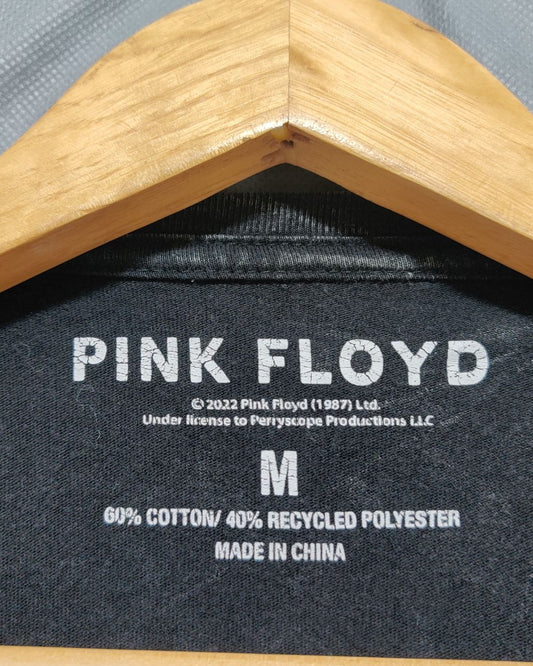 PINK FLOYD
© 2022 Pink Floyd (1987) Ltd.
Under license to Perryscope Productions LLC
M
60% COTTON/ 40% RECYCLED POLYESTER
MADE IN CHINA